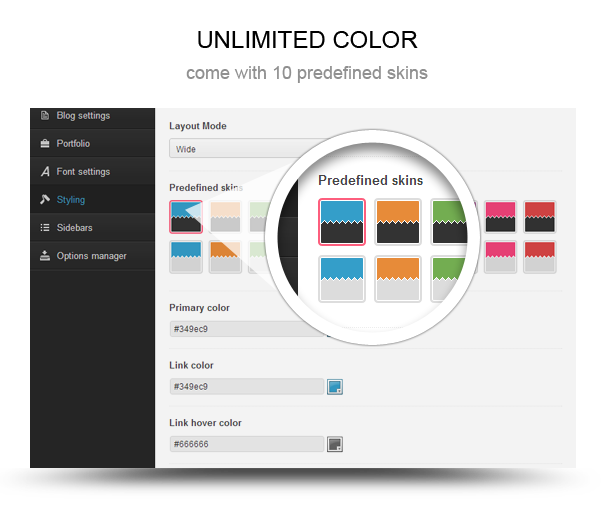 UNLIMITED COLOR
come with 10 predefined skins
Blog settings
Portfolio
Font settings
Styling
Sidebars
Options manager
Layout Mode
Wide
Predefined skins
Predefined skins
Primary color
#349ec9
Link color
#349ec9
Link hover color
#666666